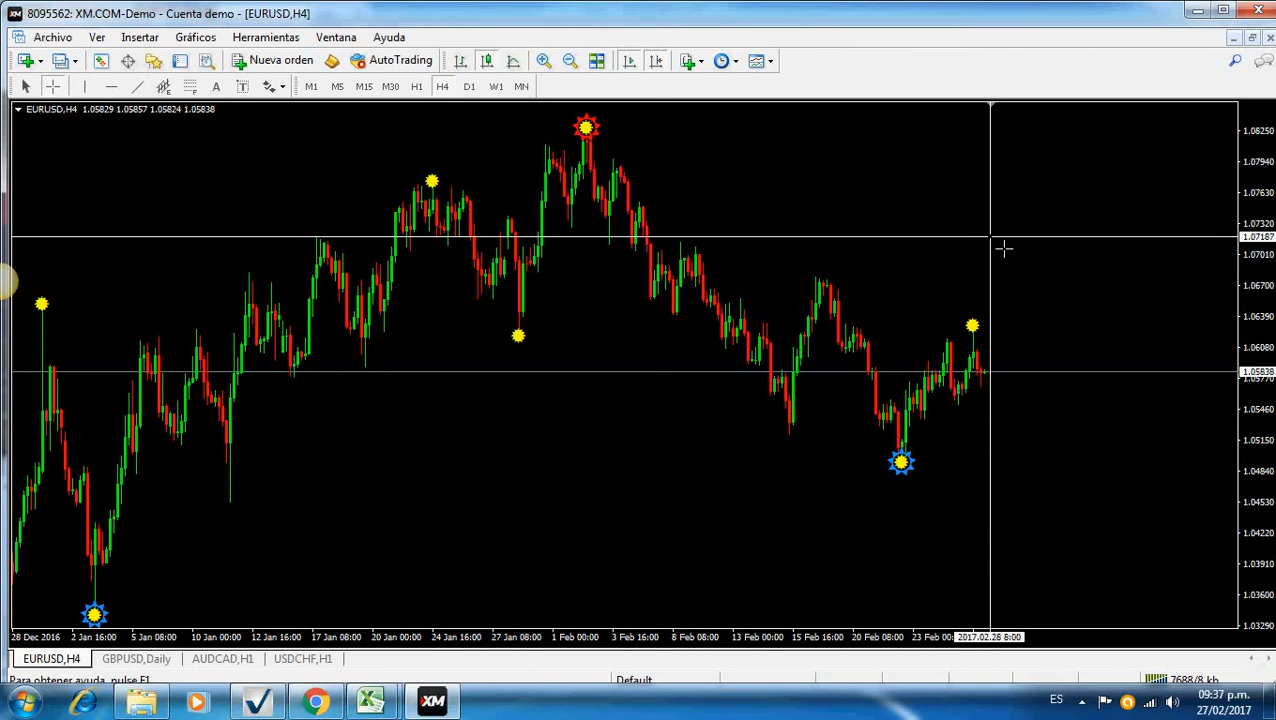 8095562: XM.COM-Demo - Cuenta demo - [EURUSD,H4]
Archivo Ver Insertar Gráficos Herramientas Ventana Ayuda
Nueva orden AutoTrading
A T M1 M5 M15 M30 H1 H4 D1 W1 MN
EURUSD,H4 1.05829 1.05857 1.05824 1.05838
1.08250
1.07940
1.07630
1.07320
1.07187
1.07010
1.06700
1.06390
1.06080
1.05838
1.05770
1.05460
1.05150
1.04840
1.04530
1.04220
1.03910
1.03600
1.03290
28 Dec 2016 2 Jan 16:00 5 Jan 08:00 10 Jan 00:00 12 Jan 16:00 17 Jan 08:00 20 Jan 00:00 24 Jan 16:00 27 Jan 08:00 1 Feb 00:00 3 Feb 16:00 8 Feb 08:00 13 Feb 00:00 15 Feb 16:00 20 Feb 08:00 23 Feb 00: 2017.02.28 8:00
EURUSD,H4 GBPUSD,Daily AUDCAD,H1 USDCHF,H1
Para obtener ayuda, pulse F1 Default 7688/8 kb
XM ES 09:37 p.m.
27/02/2017